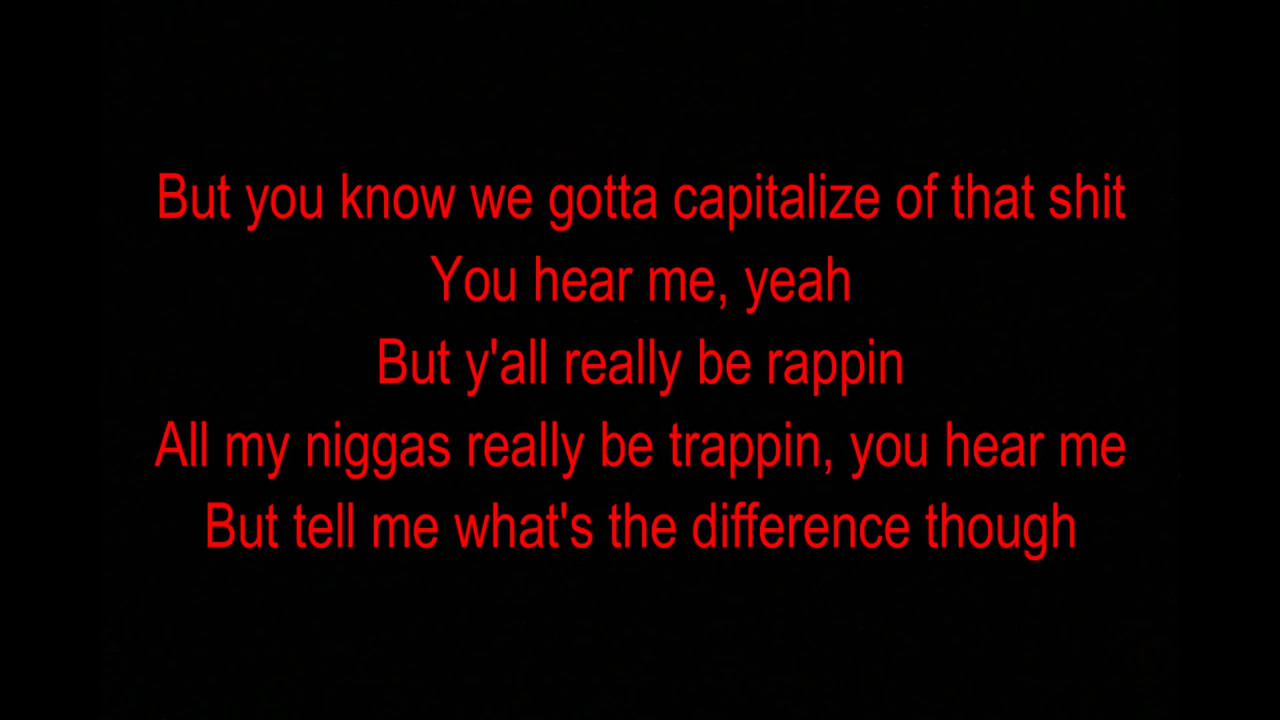 But you know we gotta capitalize of that shit
You hear me, yeah
But y'all really be rappin
All my niggas really be trappin, you hear me
But tell me what's the difference though